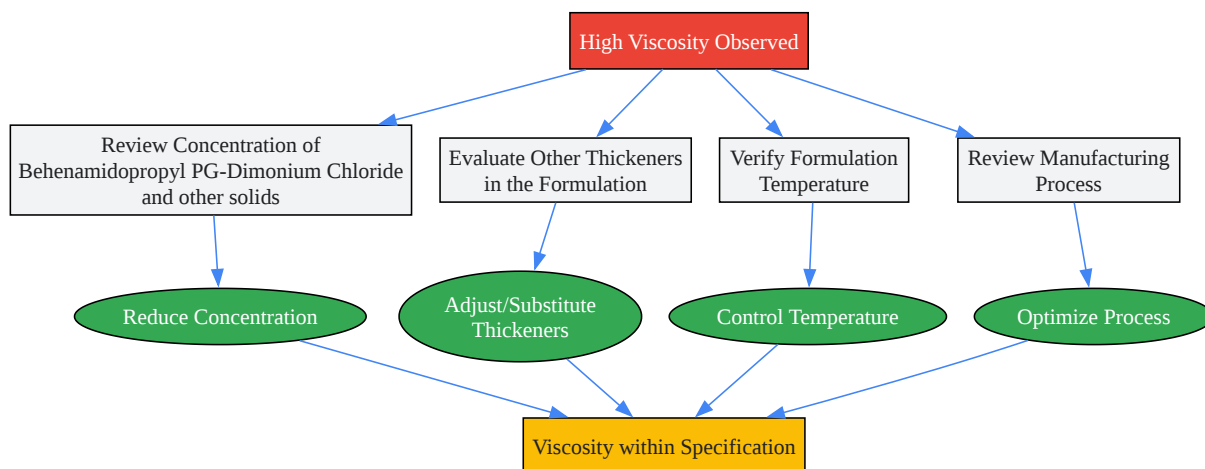 High Viscosity Observed
Review Concentration of
Behenamidopropyl PG-Dimonium Chloride
and other solids
Evaluate Other Thickeners
in the Formulation
Verify Formulation
Temperature
Review Manufacturing
Process
Reduce Concentration
Adjust/Substitute
Thickeners
Control Temperature
Optimize Process
Viscosity within Specification